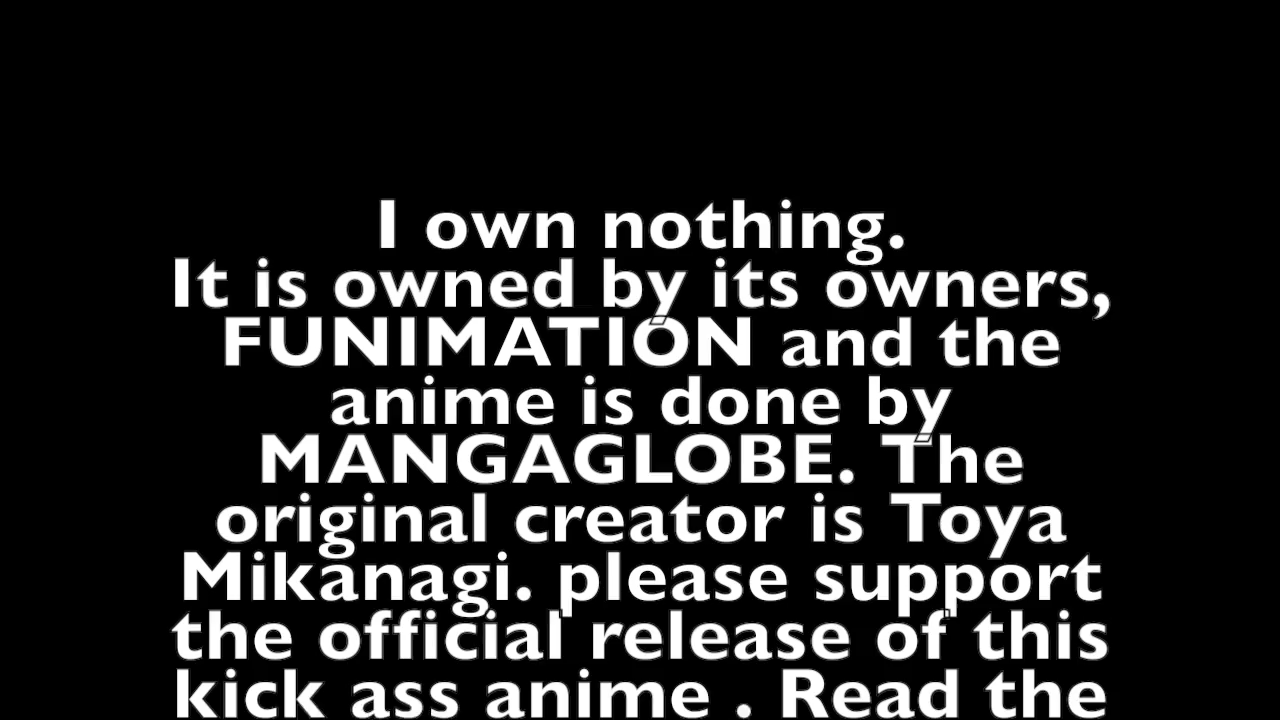 I own nothing.
It is owned by its owners,
FUNIMATION and the
anime is done by
MANGAGLOBE. The
original creator is Toya
Mikanagi. please support
the official release of this
kick ass anime . Read the